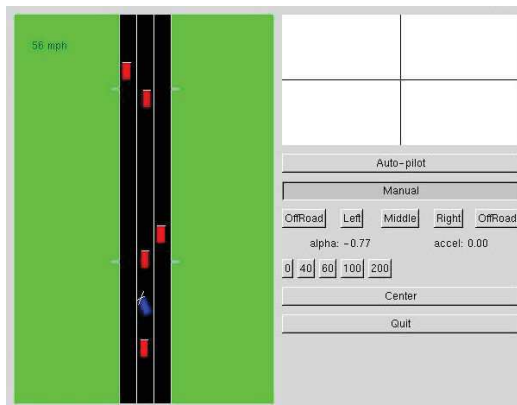 56 mph
Auto-pilot
Manual
OffRoad Left Middle Right OffRoad
alpha: -0.77 accel: 0.00
0 40 60 100 200
Center
Quit